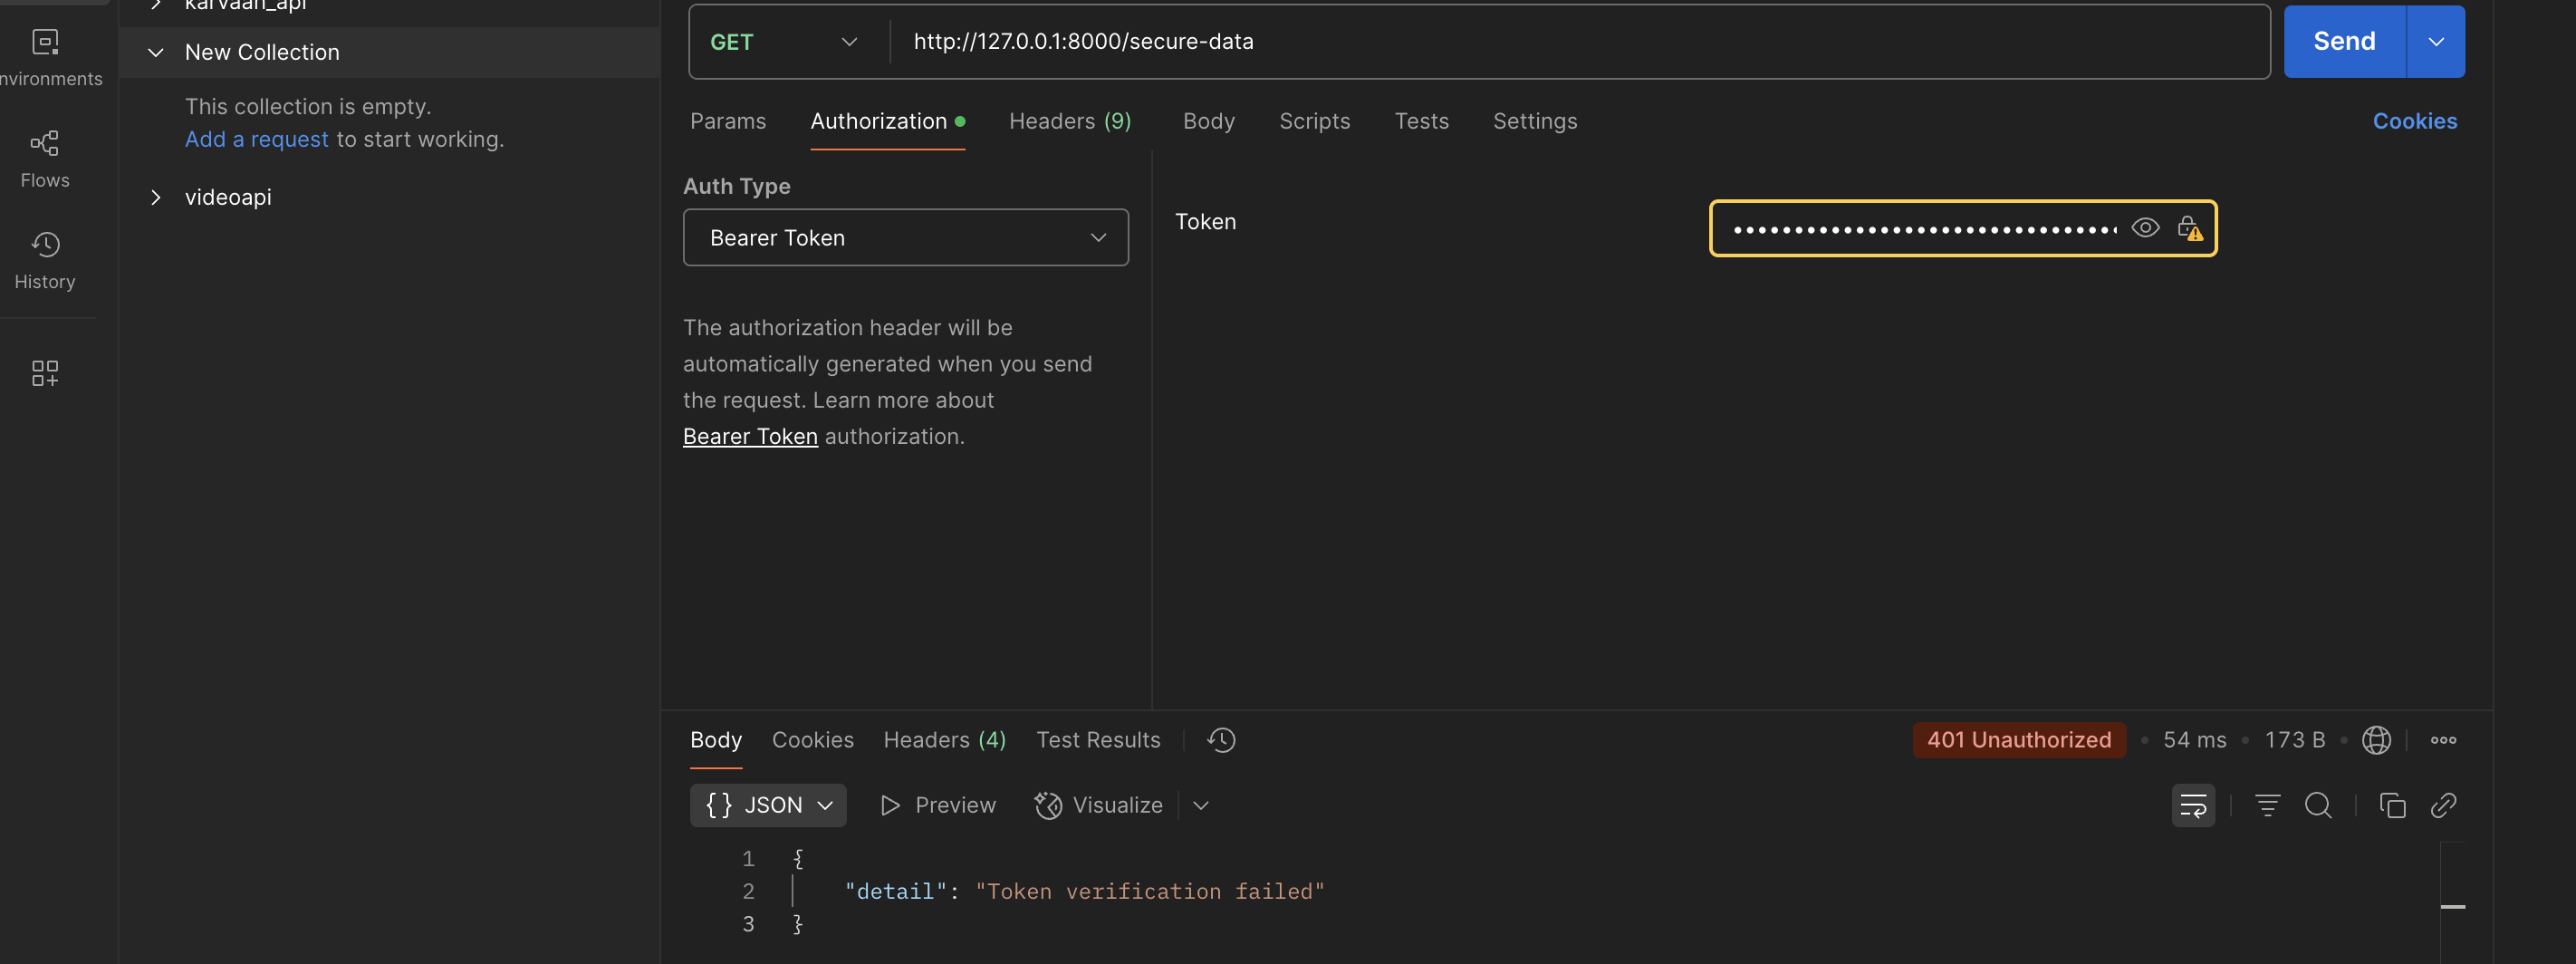 karvaan_api
New Collection
This collection is empty.
Add a request to start working.
videoapi
nvironments
Flows
History
GET
http://127.0.0.1:8000/secure-data
Send
Params
Authorization
Headers (9)
Body
Scripts
Tests
Settings
Cookies
Auth Type
Bearer Token
The authorization header will be
automatically generated when you send
the request. Learn more about
Bearer Token authorization.
Token
Body
Cookies
Headers (4)
Test Results
401 Unauthorized • 54 ms • 173 B •
{ } JSON
Preview
Visualize
1 {
2 "detail": "Token verification failed"
3 }